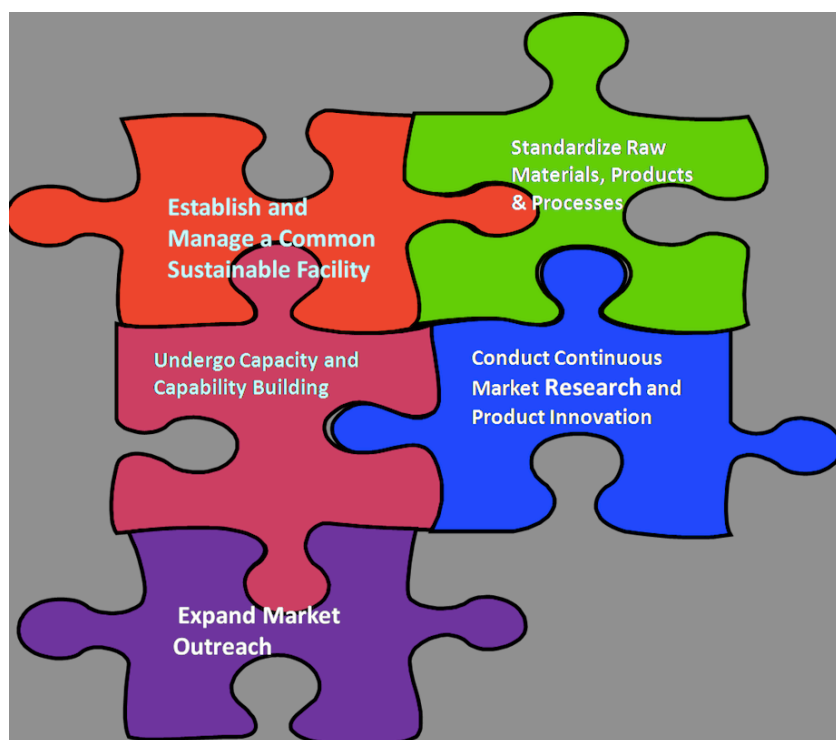 Standardize Raw
Materials, Products
& Processes
Establish and
Manage a Common
Sustainable Facility
Undergo Capacity and
Capability Building
Conduct Continuous
Market Research and
Product Innovation
Expand Market
Outreach